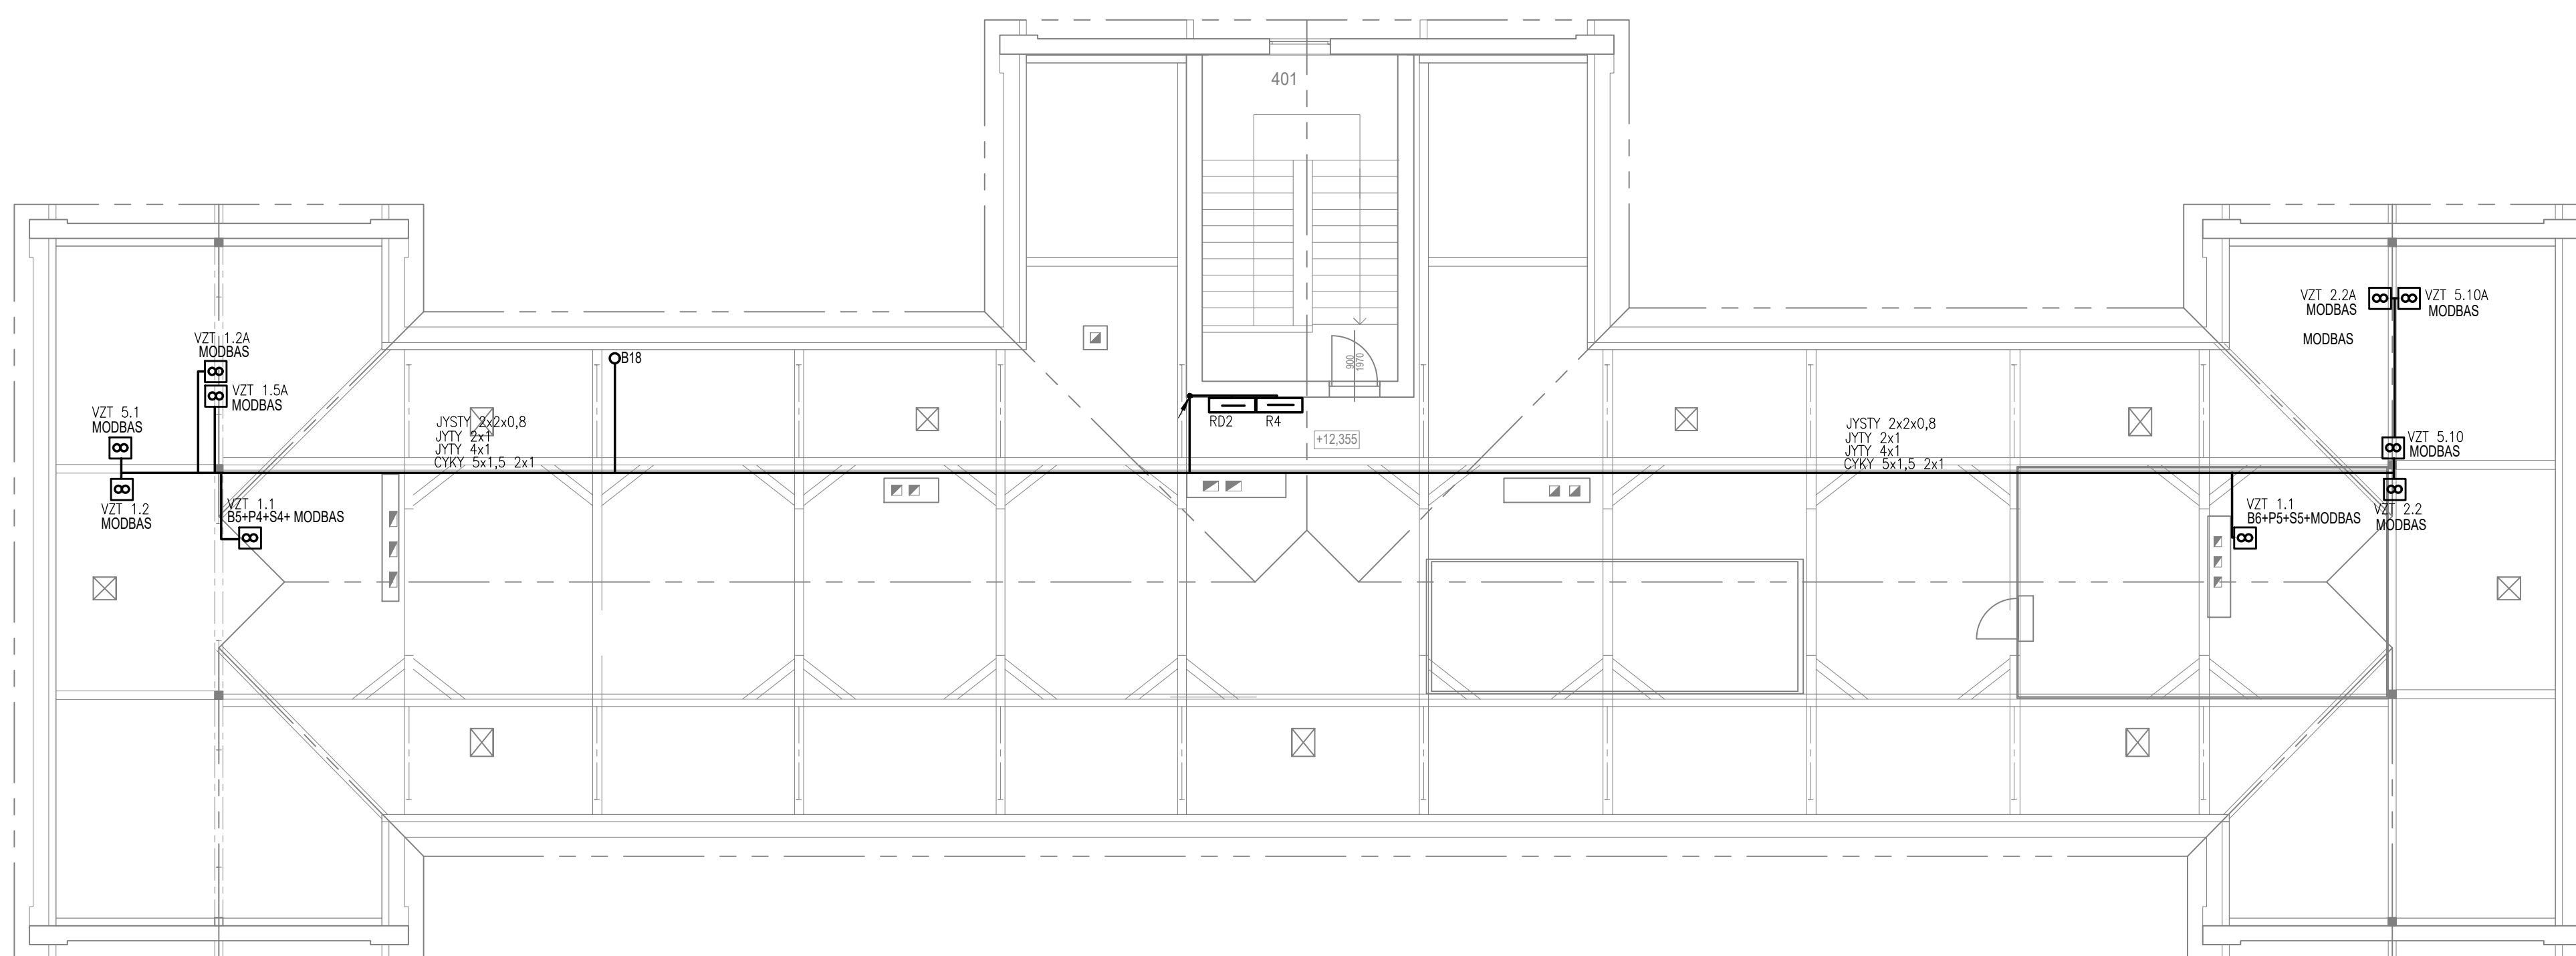 401
VZT 1.2A
MODBAS
VZT 1.5A
MODBAS
VZT 5.1
MODBAS
VZT 1.2
MODBAS
VZT 1.1
B5+P4+S4+ MODBAS
JYSTY 2x2x0,8
JYTY 2x1
JYTY 4x1
CYKY 5x1,5 2x1
B18
RD2
R4
+12,355
900
1970
JYSTY 2x2x0,8
JYTY 2x1
JYTY 4x1
CYKY 5x1,5 2x1
VZT 2.2A
MODBAS
MODBAS
VZT 5.10A
MODBAS
VZT 5.10
MODBAS
VZT 1.1
B6+P5+S5+MODBAS
VZT 2.2
MODBAS